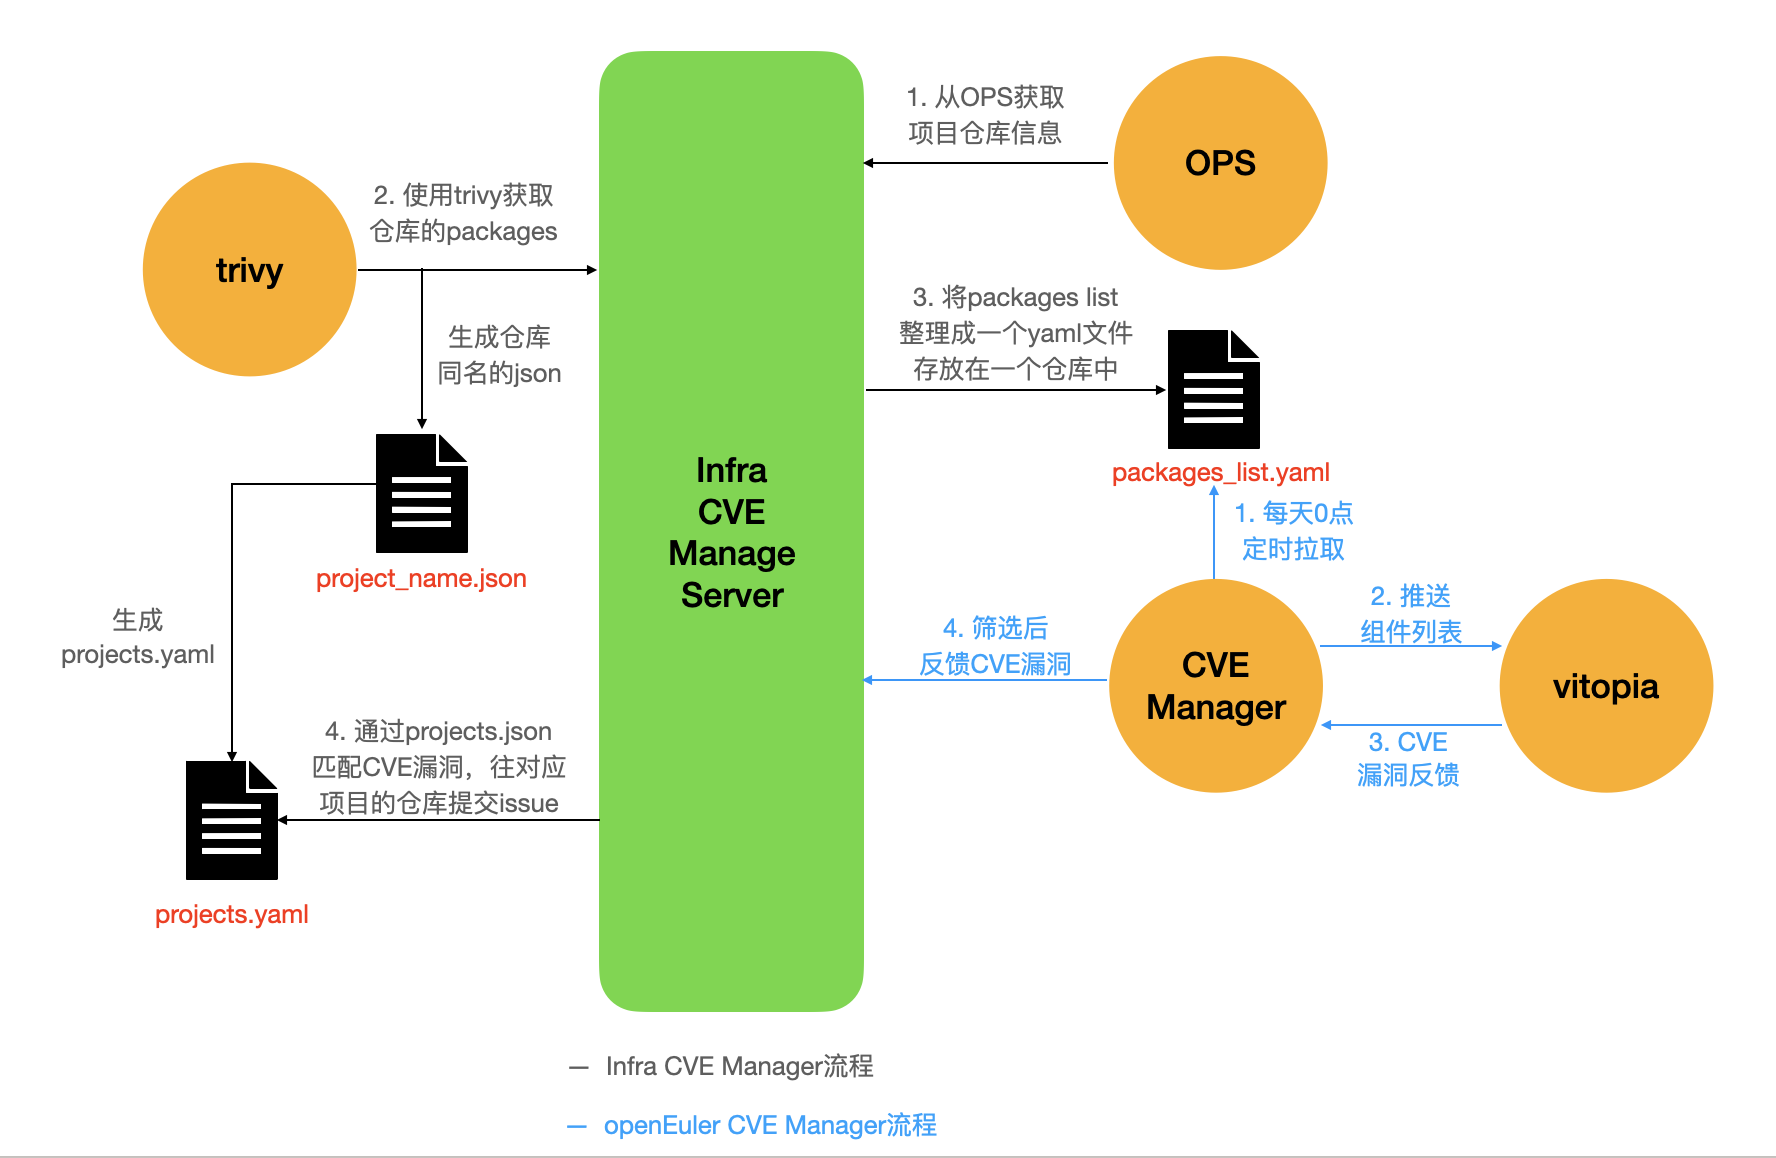 1. 从OPS获取
项目仓库信息
OPS
2. 使用trivy获取
仓库的packages
trivy
3. 将packages list
整理成一个yaml文件
存放在一个仓库中
生成仓库
同名的json
packages_list.yaml
Infra
CVE
Manage
Server
1. 每天0点
定时拉取
project_name.json
生成
projects.yaml
2. 推送
组件列表
4. 筛选后
反馈CVE漏洞
CVE
Manager
vitopia
3. CVE
漏洞反馈
4. 通过projects.json
匹配CVE漏洞，往对应
项目的仓库提交issue
projects.yaml
— Infra CVE Manager流程
— openEuler CVE Manager流程